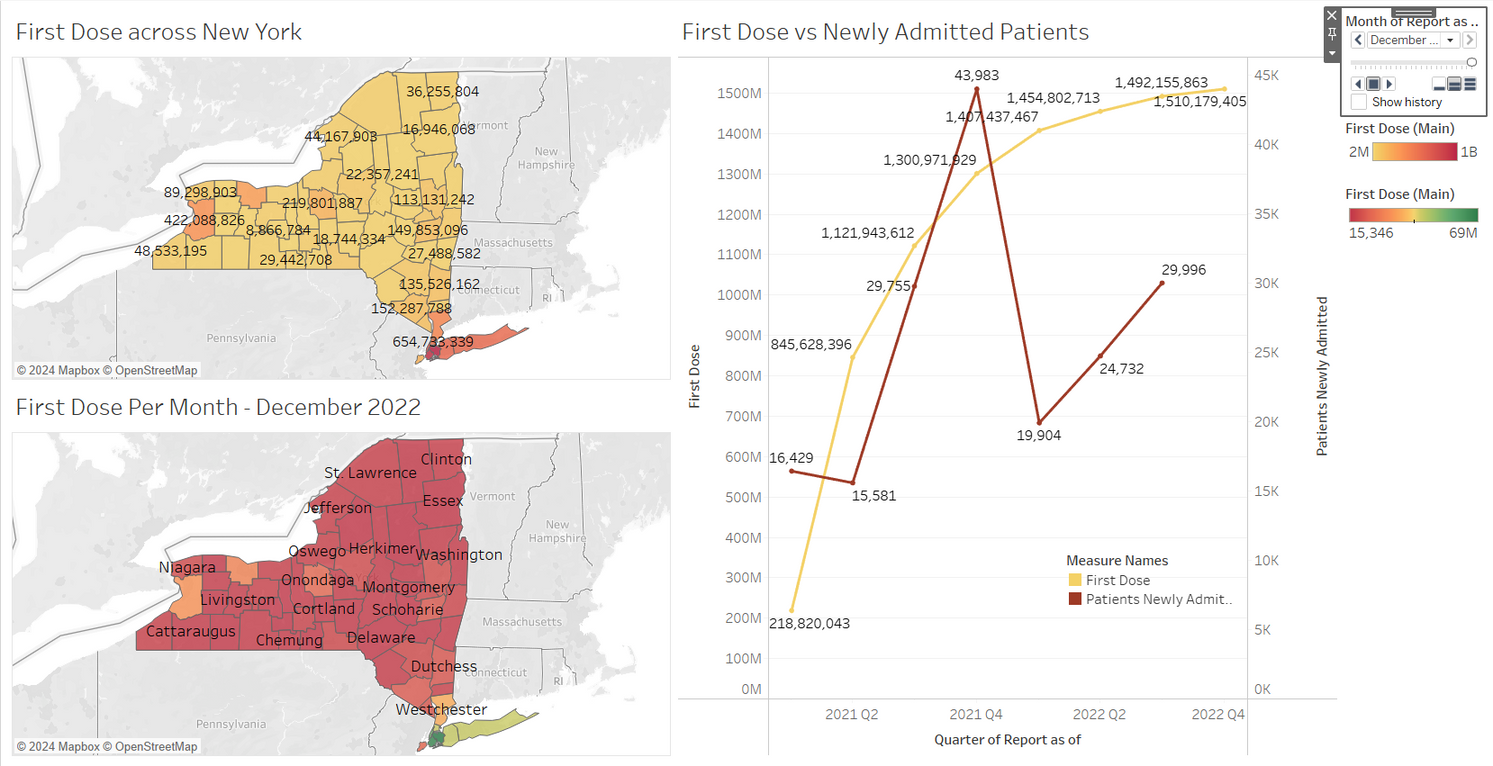 First Dose across New York
36,255,804
16,946,068
Vermont
44,167,903
New
Hampshire
22,357,241
89,298,903
219,801,887
113,131,242
422,088,826
8,866,784
149,853,096
18,744,334
Massachusetts
48,533,195
29,442,708
27,488,582
135,526,162
Connecticut
RI
152,287,788
Pennsylvania
654,733,339
© 2024 Mapbox © OpenStreetMap
First Dose Per Month - December 2022
Clinton
St. Lawrence
Essex
Vermont
Jefferson
New
Hampshire
Oswego
Herkimer
Washington
Niagara
Onondaga
Montgomery
Livingston
Cortland
Schoharie
Massachusetts
Cattaraugus
Chemung
Delaware
Dutchess
Connecticut
RI
Westchester
Pennsylvania
© 2024 Mapbox © OpenStreetMap
First Dose vs Newly Admitted Patients
First Dose
1500M
1400M
1300M
1200M
1100M
1000M
900M
800M
700M
600M
500M
400M
300M
200M
100M
0M
43,983
1,492,155,863
1,454,802,713
1,510,179,405
1,407,437,467
1,300,971,929
1,121,943,612
29,755
29,996
845,628,396
24,732
19,904
16,429
15,581
218,820,043
Measure Names
First Dose
Patients Newly Admit..
45K
40K
35K
30K
25K
20K
15K
10K
5K
0K
Patients Newly Admitted
2021 Q2
2021 Q4
2022 Q2
2022 Q4
Quarter of Report as of
Month of Report as ..
December ...
Show history
First Dose (Main)
2M
1B
First Dose (Main)
15,346
69M